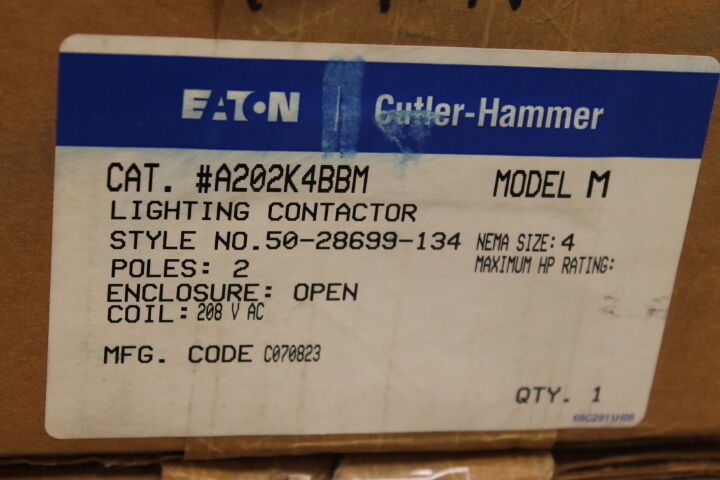 EATON | Cutler-Hammer
CAT. #A202K4BBM MODEL M
LIGHTING CONTACTOR
STYLE NO.50-28699-134 NEMA SIZE: 4
POLES: 2 MAXIMUM HP RATING:
ENCLOSURE: OPEN
COIL: 208 V AC
MFG. CODE C070823
QTY. 1
68C2911H05